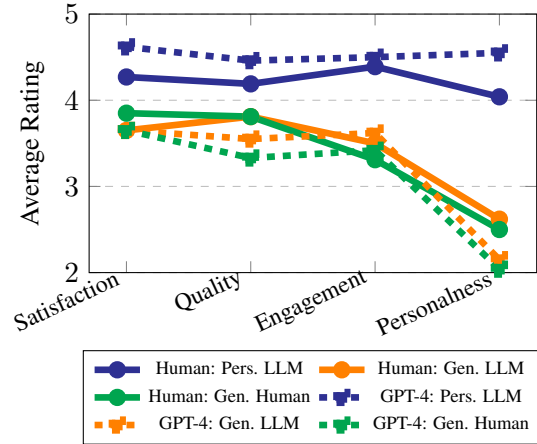 5
4
3
2
Average Rating
Satisfaction
Quality
Engagement
Personalness
Human: Pers. LLM
Human: Gen. LLM
Human: Gen. Human
GPT-4: Pers. LLM
GPT-4: Gen. LLM
GPT-4: Gen. Human